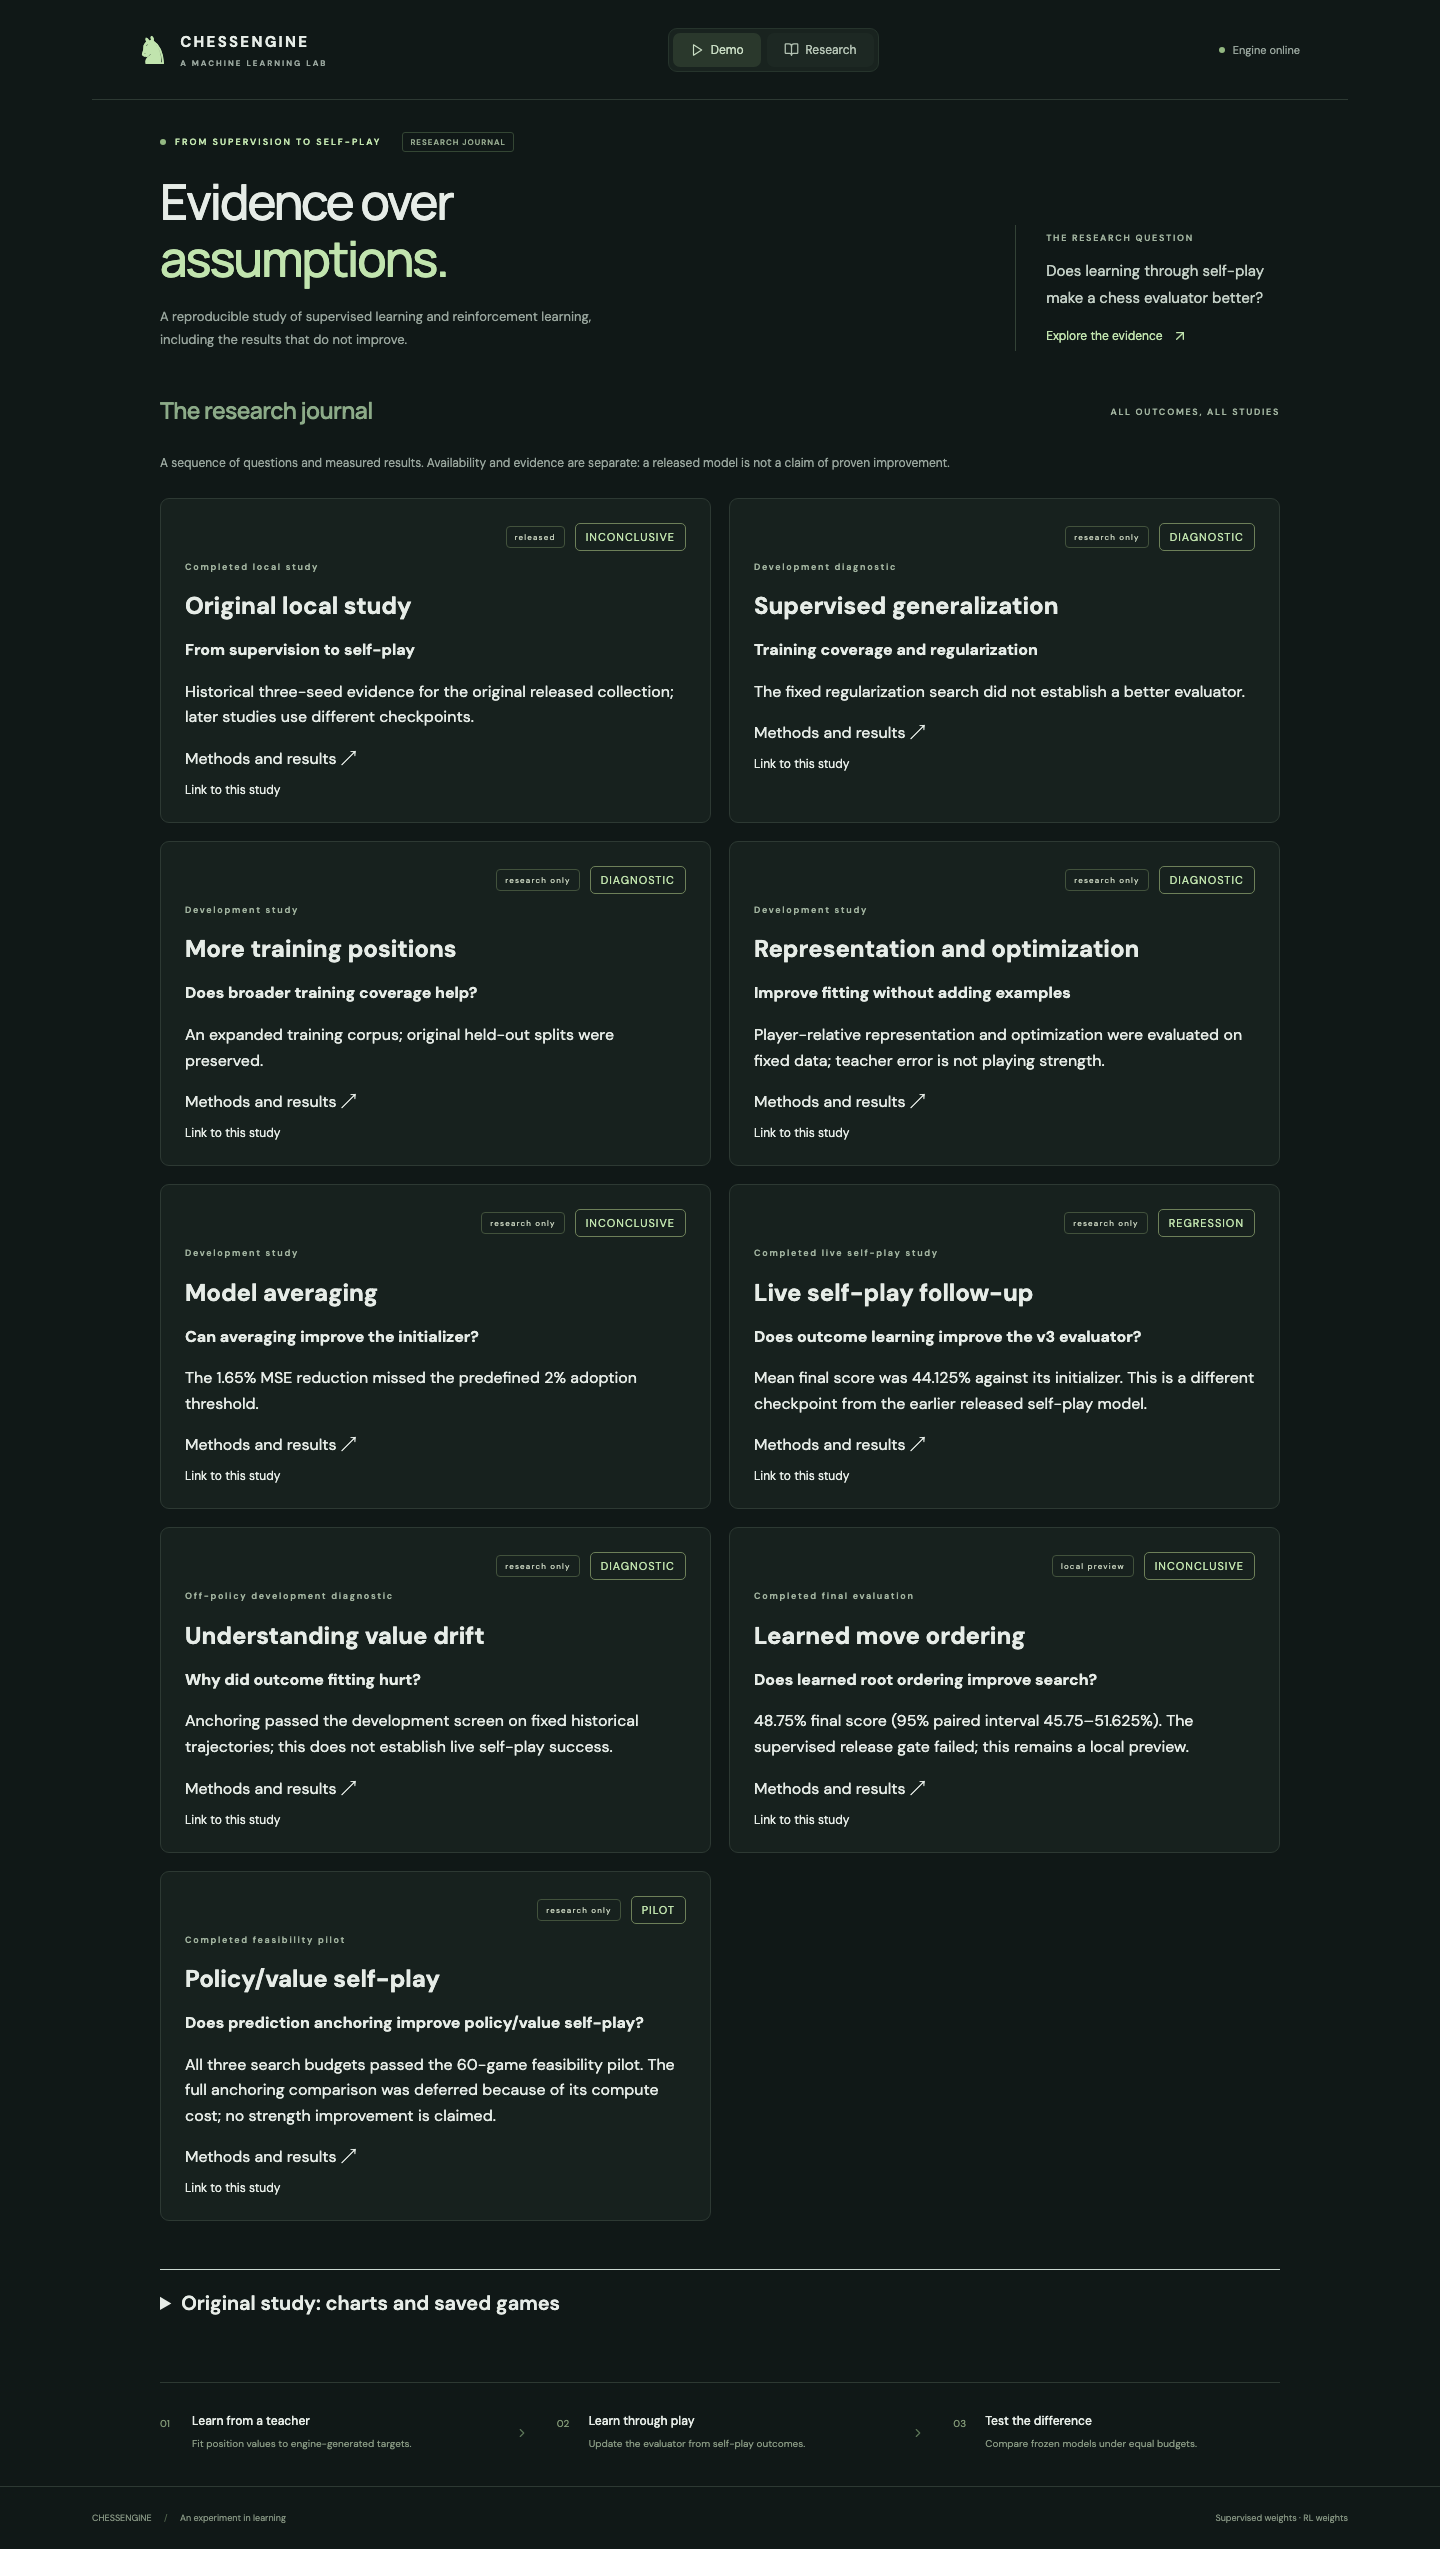 CHESSENGINE
A MACHINE LEARNING LAB
Demo
Research
Engine online
FROM SUPERVISION TO SELF-PLAY
RESEARCH JOURNAL
Evidence over
assumptions.
A reproducible study of supervised learning and reinforcement learning,
including the results that do not improve.
THE RESEARCH QUESTION
Does learning through self-play
make a chess evaluator better?
Explore the evidence
The research journal
ALL OUTCOMES, ALL STUDIES
A sequence of questions and measured results. Availability and evidence are separate: a released model is not a claim of proven improvement.
released
INCONCLUSIVE
Completed local study
Original local study
From supervision to self-play
Historical three-seed evidence for the original released collection;
later studies use different checkpoints.
Methods and results ↗
Link to this study
research only
DIAGNOSTIC
Development diagnostic
Supervised generalization
Training coverage and regularization
The fixed regularization search did not establish a better evaluator.
Methods and results ↗
Link to this study
research only
DIAGNOSTIC
Development study
More training positions
Does broader training coverage help?
An expanded training corpus; original held-out splits were
preserved.
Methods and results ↗
Link to this study
research only
DIAGNOSTIC
Development study
Representation and optimization
Improve fitting without adding examples
Player-relative representation and optimization were evaluated on
fixed data; teacher error is not playing strength.
Methods and results ↗
Link to this study
research only
INCONCLUSIVE
Development study
Model averaging
Can averaging improve the initializer?
The 1.65% MSE reduction missed the predefined 2% adoption
threshold.
Methods and results ↗
Link to this study
research only
REGRESSION
Completed live self-play study
Live self-play follow-up
Does outcome learning improve the v3 evaluator?
Mean final score was 44.125% against its initializer. This is a different
checkpoint from the earlier released self-play model.
Methods and results ↗
Link to this study
research only
DIAGNOSTIC
Off-policy development diagnostic
Understanding value drift
Why did outcome fitting hurt?
Anchoring passed the development screen on fixed historical
trajectories; this does not establish live self-play success.
Methods and results ↗
Link to this study
local preview
INCONCLUSIVE
Completed final evaluation
Learned move ordering
Does learned root ordering improve search?
48.75% final score (95% paired interval 45.75–51.625%). The
supervised release gate failed; this remains a local preview.
Methods and results ↗
Link to this study
research only
PILOT
Completed feasibility pilot
Policy/value self-play
Does prediction anchoring improve policy/value self-play?
All three search budgets passed the 60-game feasibility pilot. The
full anchoring comparison was deferred because of its compute
cost; no strength improvement is claimed.
Methods and results ↗
Link to this study
Original study: charts and saved games
01
Learn from a teacher
Fit position values to engine-generated targets.
02
Learn through play
Update the evaluator from self-play outcomes.
03
Test the difference
Compare frozen models under equal budgets.
CHESSENGINE / An experiment in learning
Supervised weights · RL weights